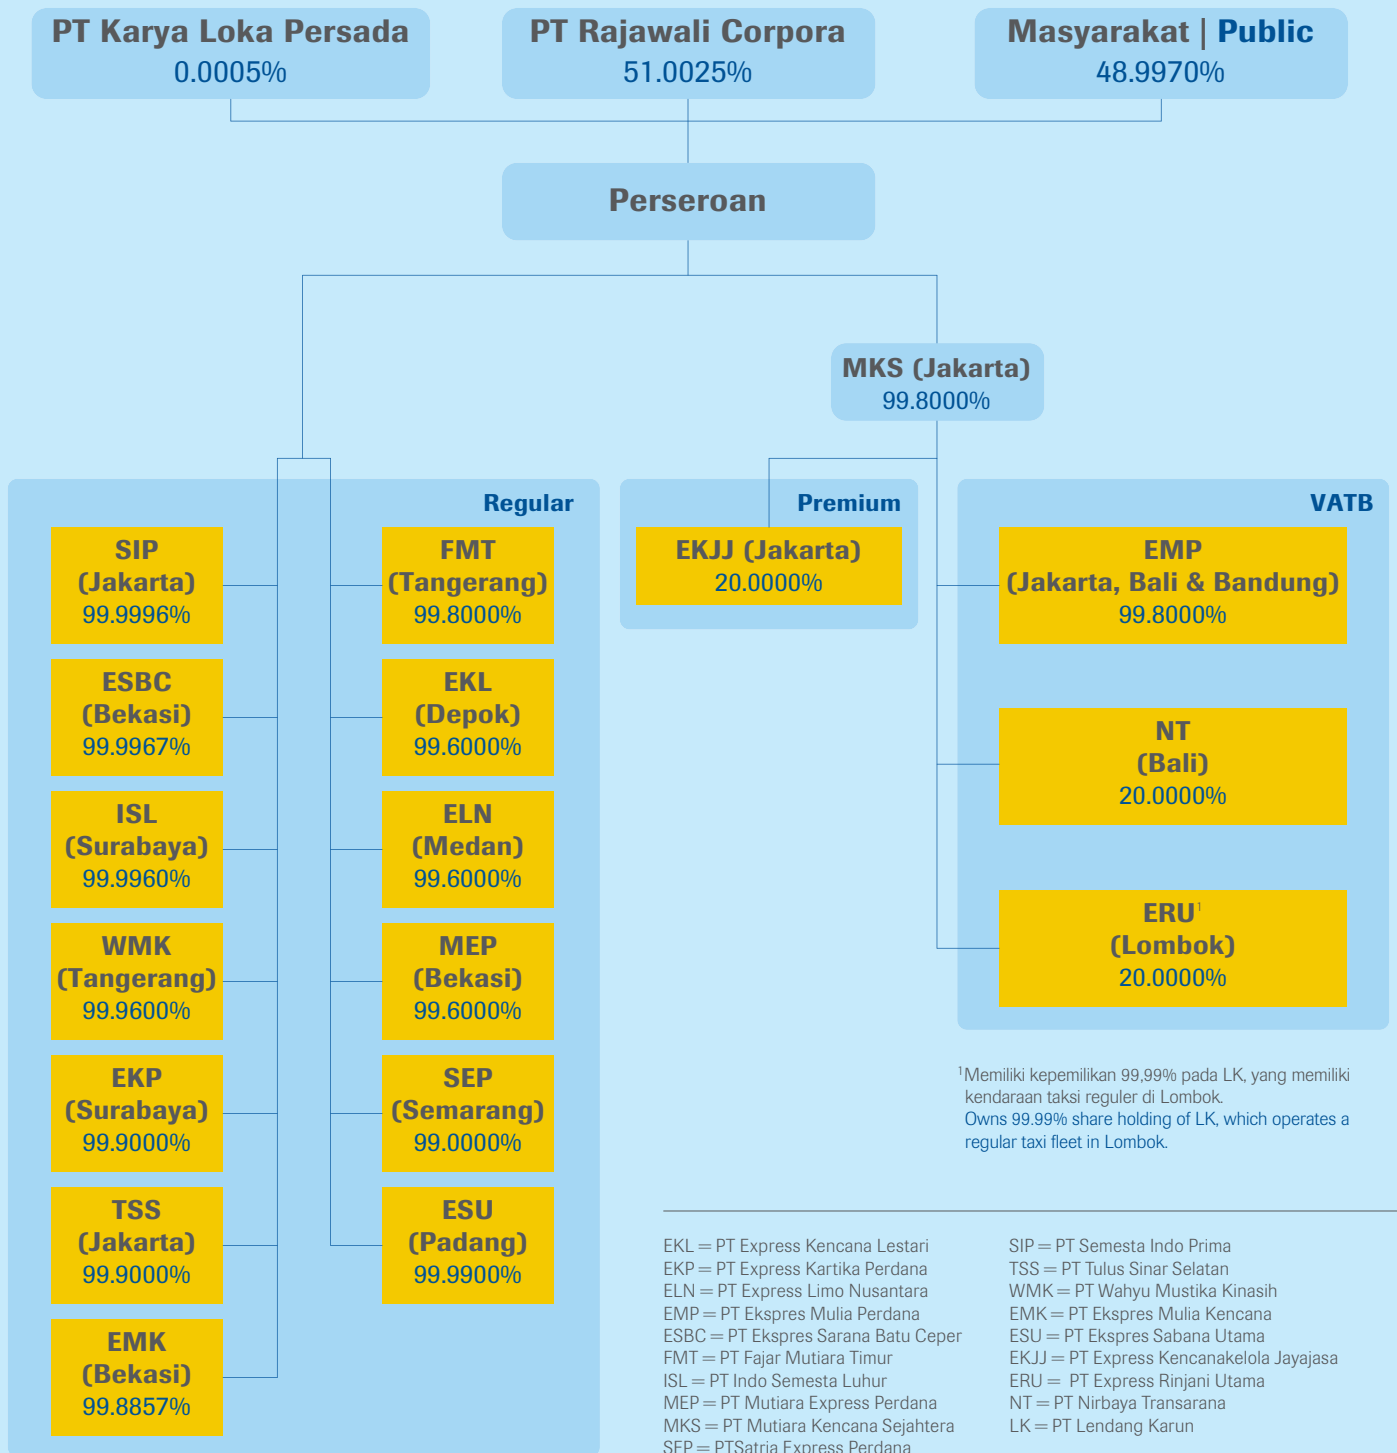 PT Karya Loka Persada
0.0005%
PT Rajawali Corpora
51.0025%
Masyarakat | Public
48.9970%
Perseroan
MKS (Jakarta)
99.8000%
Regular
SIP
(Jakarta)
99.9996%
FMT
(Tangerang)
99.8000%
ESBC
(Bekasi)
99.9967%
EKL
(Depok)
99.6000%
ISL
(Surabaya)
99.9960%
ELN
(Medan)
99.6000%
WMK
(Tangerang)
99.9600%
MEP
(Bekasi)
99.6000%
EKP
(Surabaya)
99.9000%
SEP
(Semarang)
99.0000%
TSS
(Jakarta)
99.9000%
ESU
(Padang)
99.9900%
EMK
(Bekasi)
99.8857%
Premium
EKJJ (Jakarta)
20.0000%
VATB
EMP
(Jakarta, Bali & Bandung)
99.8000%
NT
(Bali)
20.0000%
ERU¹
(Lombok)
20.0000%
¹Memiliki kepemilikan 99,99% pada LK, yang memiliki
kendaraan taksi reguler di Lombok.
Owns 99.99% share holding of LK, which operates a
regular taxi fleet in Lombok.
EKL = PT Express Kencana Lestari
EKP = PT Express Kartika Perdana
ELN = PT Express Limo Nusantara
EMP = PT Ekspres Mulia Perdana
ESBC = PT Ekspres Sarana Batu Ceper
FMT = PT Fajar Mutiara Timur
ISL = PT Indo Semesta Luhur
MEP = PT Mutiara Express Perdana
MKS = PT Mutiara Kencana Sejahtera
SEP = PTSatria Express Perdana
SIP = PT Semesta Indo Prima
TSS = PT Tulus Sinar Selatan
WMK = PT Wahyu Mustika Kinasih
EMK = PT Ekspres Mulia Kencana
ESU = PT Ekspres Sabana Utama
EKJJ = PT Express Kencanakelola Jayajasa
ERU = PT Express Rinjani Utama
NT = PT Nirbaya Transarana
LK = PT Lendang Karun